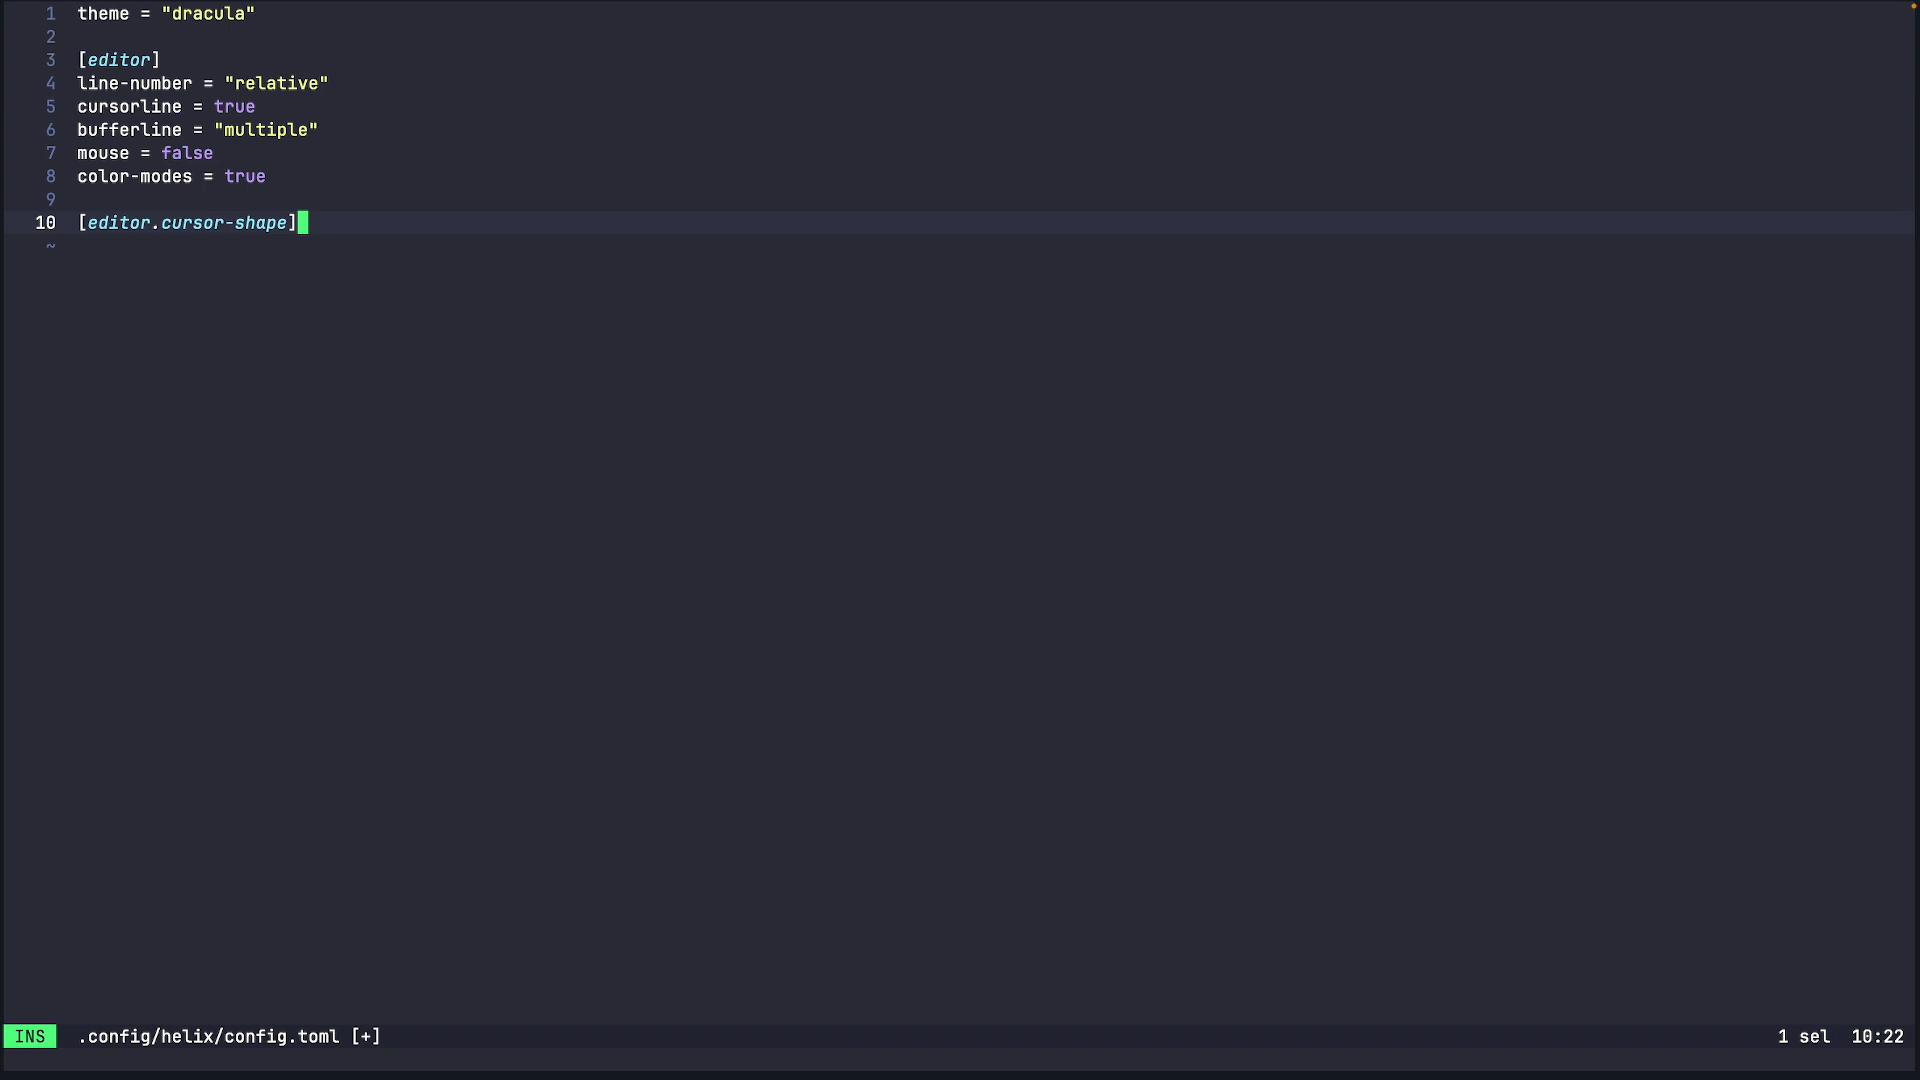 1 theme = "dracula"
2
3 [editor]
4 line-number = "relative"
5 cursorline = true
6 bufferline = "multiple"
7 mouse = false
8 color-modes = true
9
10 [editor.cursor-shape]
~
INS .config/helix/config.toml [+] 1 sel 10:22